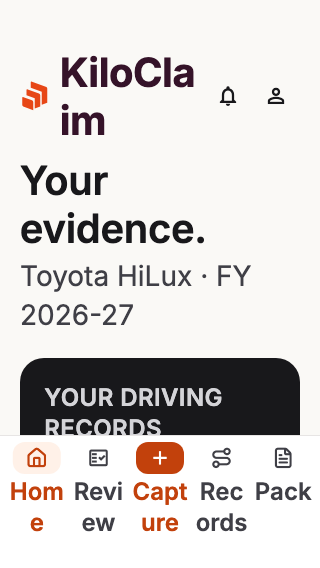 KiloCla
im
Your
evidence.
Toyota HiLux · FY
2026-27
YOUR DRIVING
RECORDS
Hom
e
Revi
ew
Capt
ure
Rec
ords
Pack